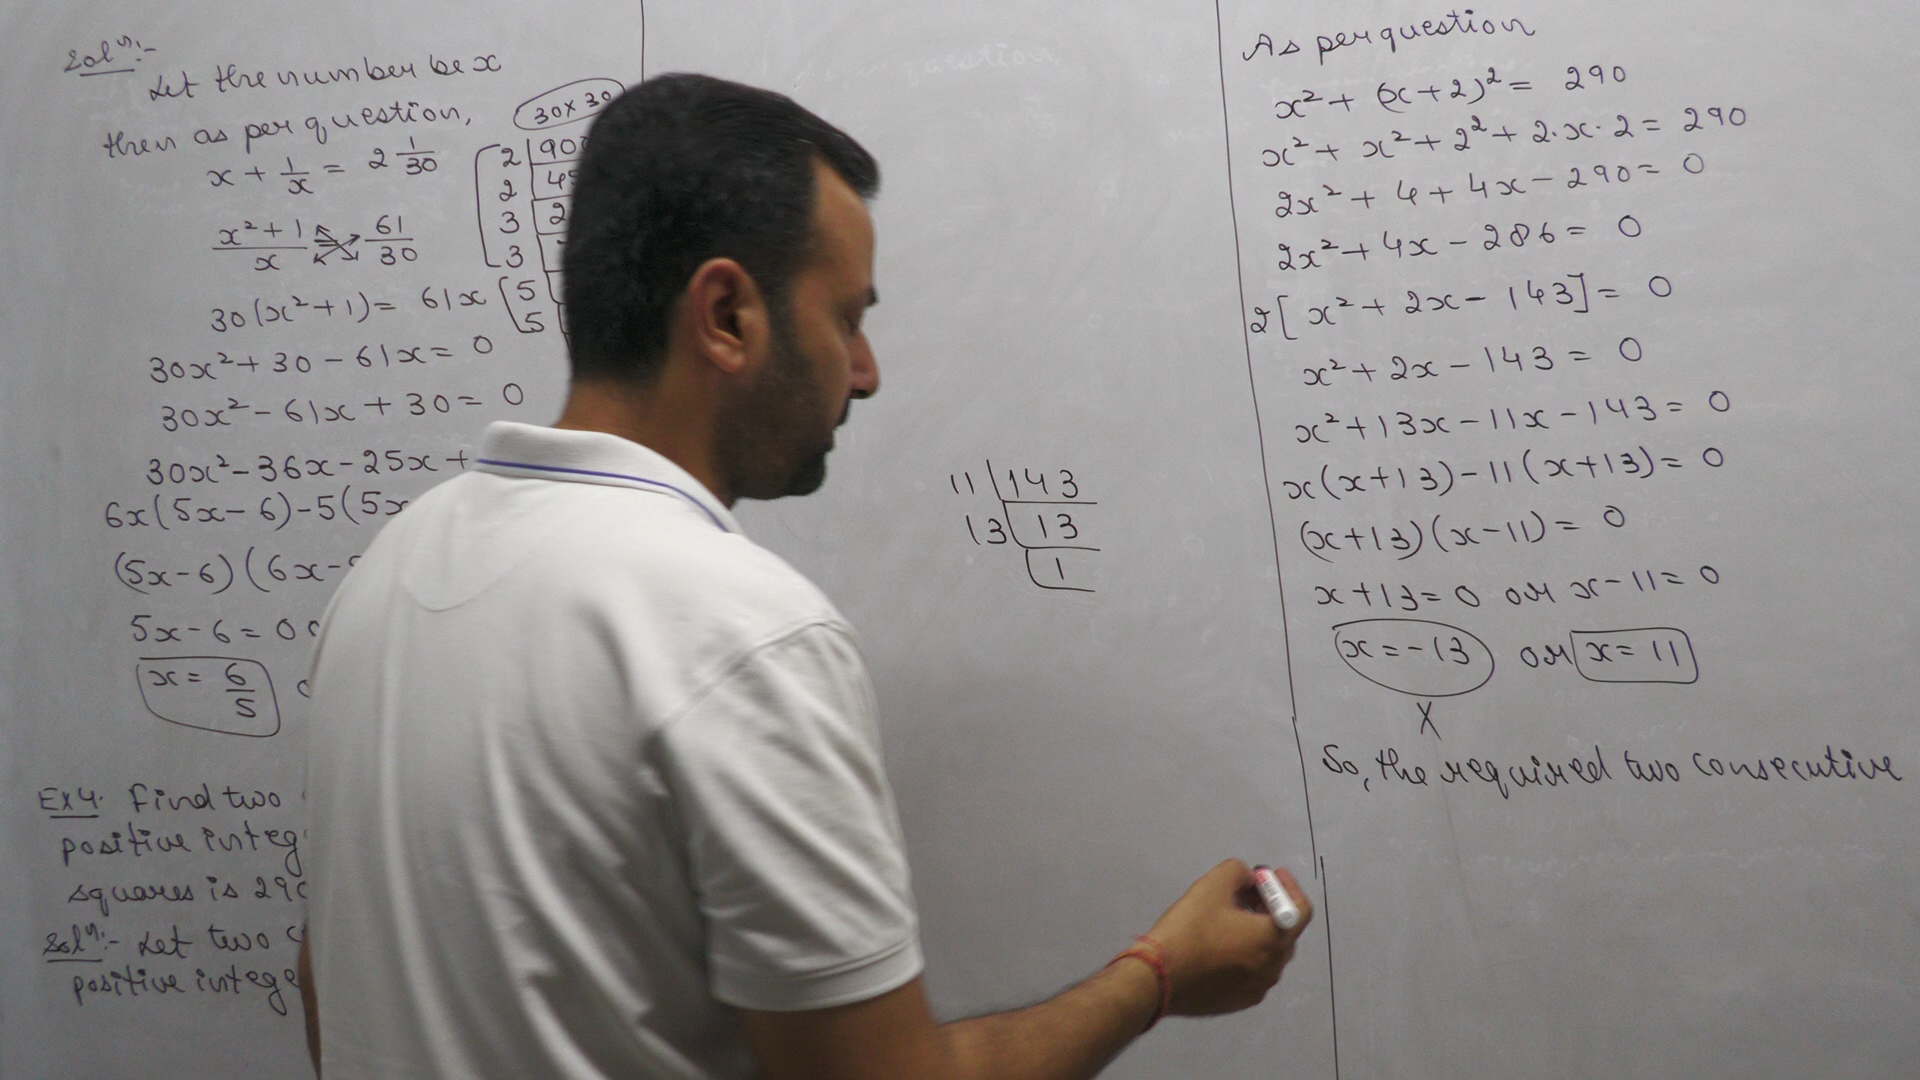 Solⁿ:-
Let the number be x
then as per question,
x + 1/x = 2 1/30
(x² + 1)/x = 61/30
30(x² + 1) = 61x
30x² + 30 - 61x = 0
30x² - 61x + 30 = 0
30x² - 36x - 25x +
6x(5x - 6) - 5(5x
(5x - 6)(6x -
5x - 6 = 0
x = 6/5
30 × 30
2 | 90
2 | 4
3 | 2
3
5
5
Ex 4. Find two
positive integ
squares is 290
Solⁿ:- Let two
positive intege
11 | 143
13 | 13
1
As per question
x² + (x + 2)² = 290
x² + x² + 2² + 2·x·2 = 290
2x² + 4 + 4x - 290 = 0
2x² + 4x - 286 = 0
2[x² + 2x - 143] = 0
x² + 2x - 143 = 0
x² + 13x - 11x - 143 = 0
x(x + 13) - 11(x + 13) = 0
(x + 13)(x - 11) = 0
x + 13 = 0 or x - 11 = 0
x = -13 or x = 11
X
So, the required two consecutive